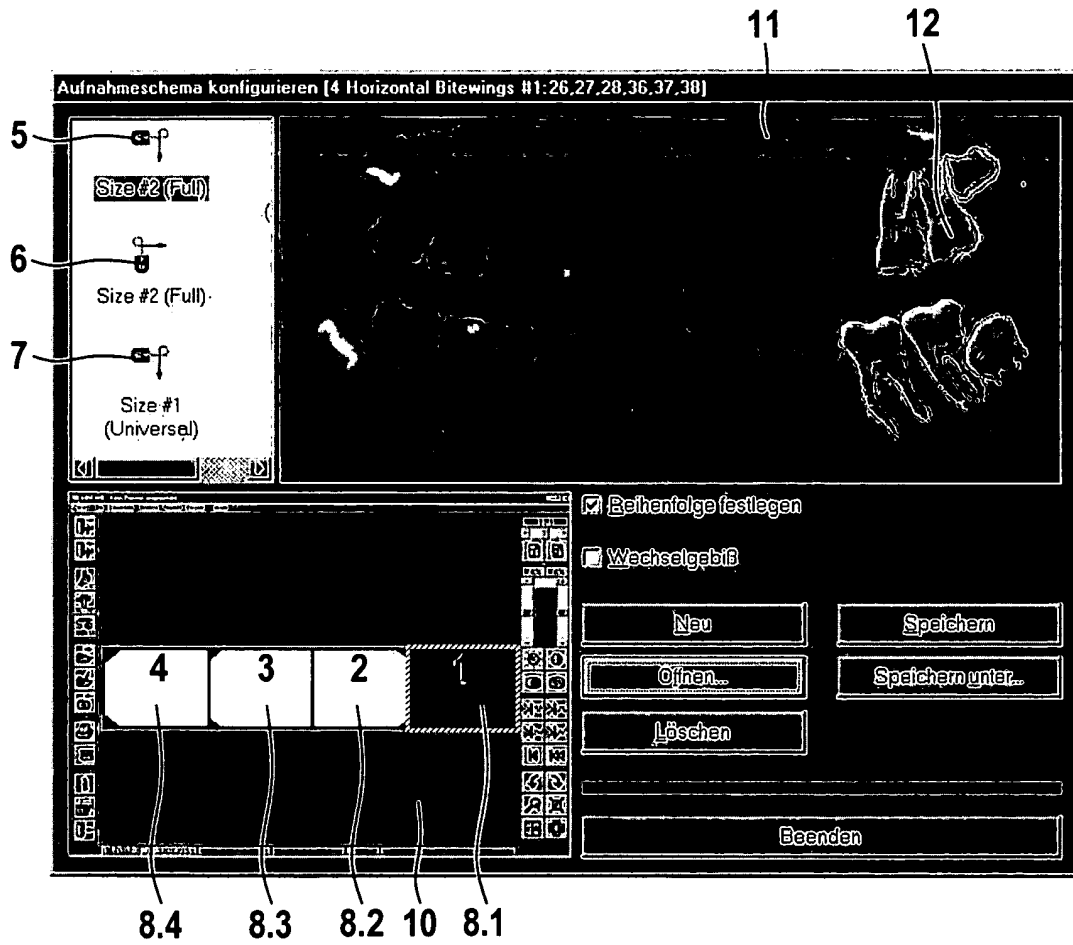 11 12
Aufnahmeschema konfigurieren [4 Horizontal Bitewings #1:26,27,28,36,37,38]
5
Size #2 (Full)
6
Size #2 (Full)
7
Size #1
(Universel)
Reihenfolge festlegen
Wechselgebiß
Neu Speichern
4 3 2 1
Öffnen... Speichern unter...
Löschen
Beenden
8.4 8.3 8.2 10 8.1